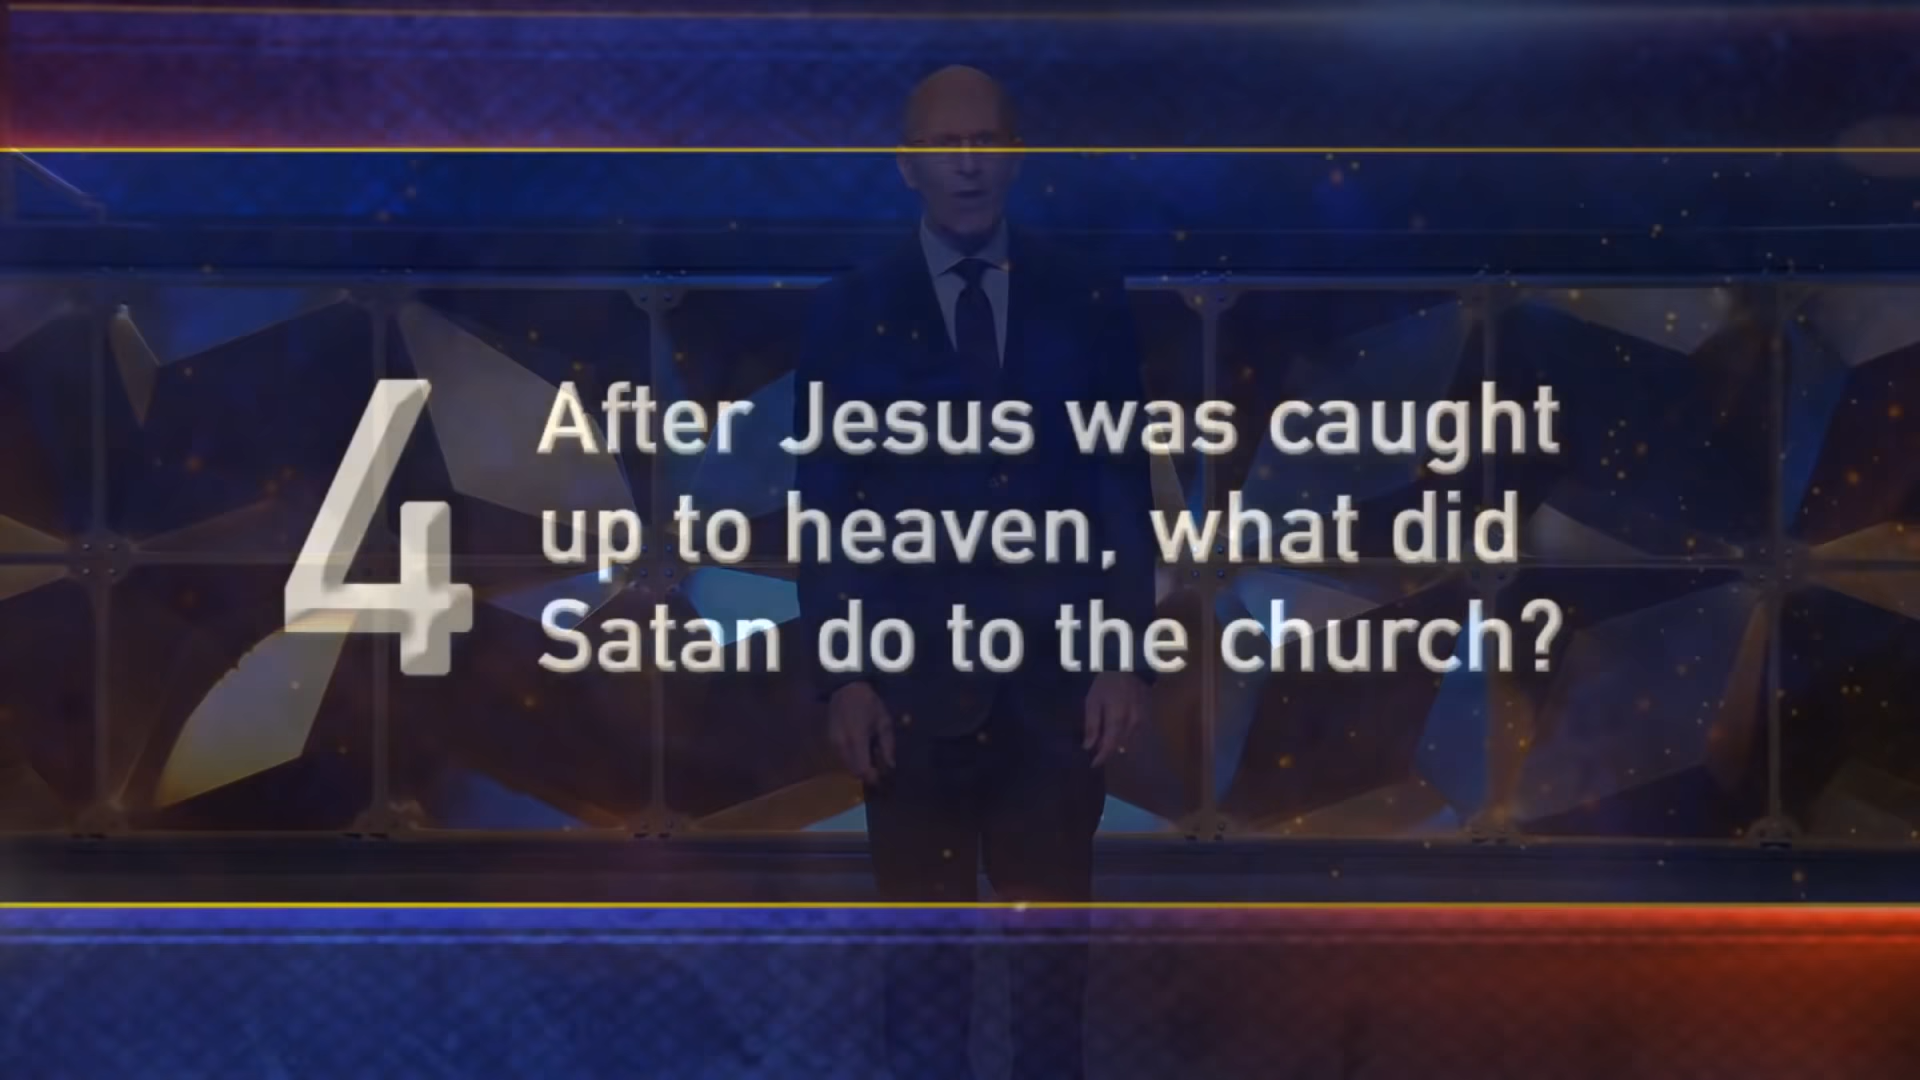 4
After Jesus was caught
up to heaven, what did
Satan do to the church?